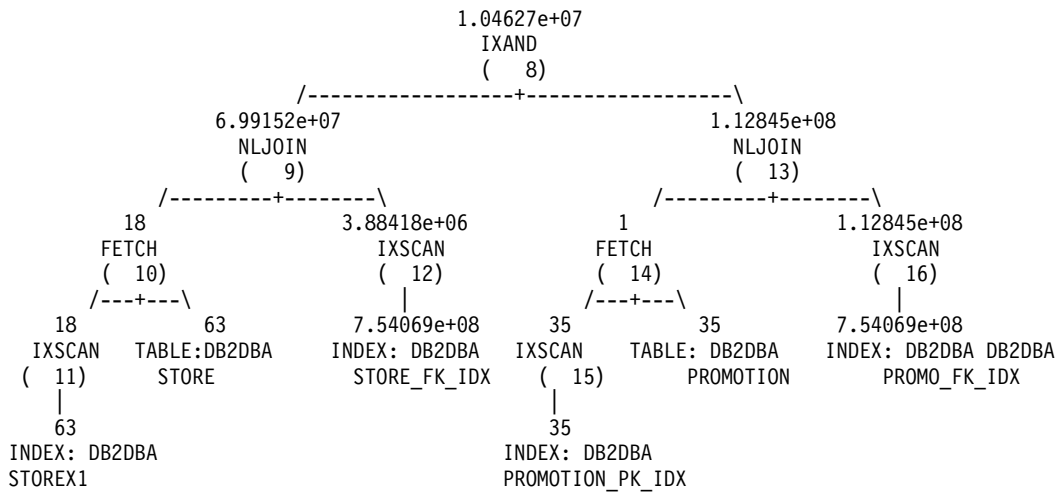 1.04627e+07
IXAND
( 8)
/------------------+------------------\
6.99152e+07 1.12845e+08
NLJOIN NLJOIN
( 9) ( 13)
/---------+--------\ /---------+--------\
18 3.88418e+06 1 1.12845e+08
FETCH IXSCAN FETCH IXSCAN
( 10) ( 12) ( 14) ( 16)
/---+---\ | /---+---\ |
18 63 7.54069e+08 35 35 7.54069e+08
IXSCAN TABLE:DB2DBA INDEX: DB2DBA IXSCAN TABLE: DB2DBA INDEX: DB2DBA DB2DBA
( 11) STORE STORE_FK_IDX ( 15) PROMOTION PROMO_FK_IDX
| |
63 35
INDEX: DB2DBA INDEX: DB2DBA
STOREX1 PROMOTION_PK_IDX